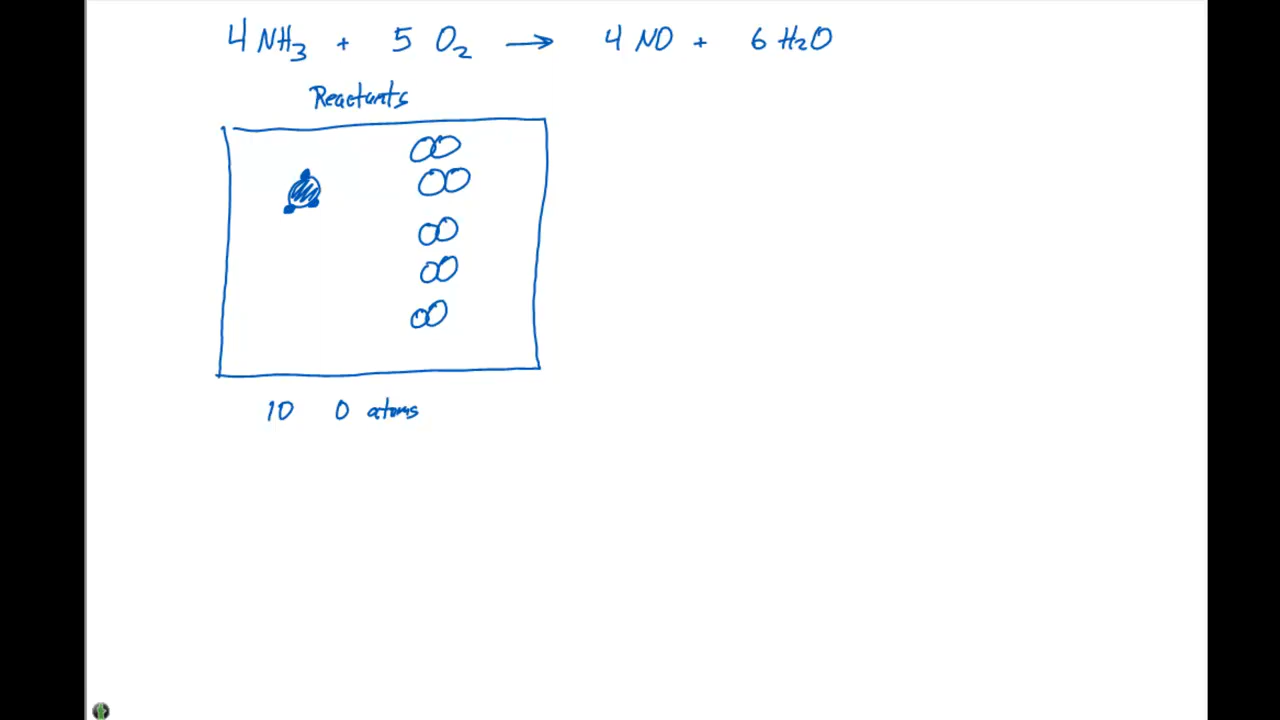 4 NH3 + 5 O2 → 4 NO + 6 H2O
Reactants
10 O atoms